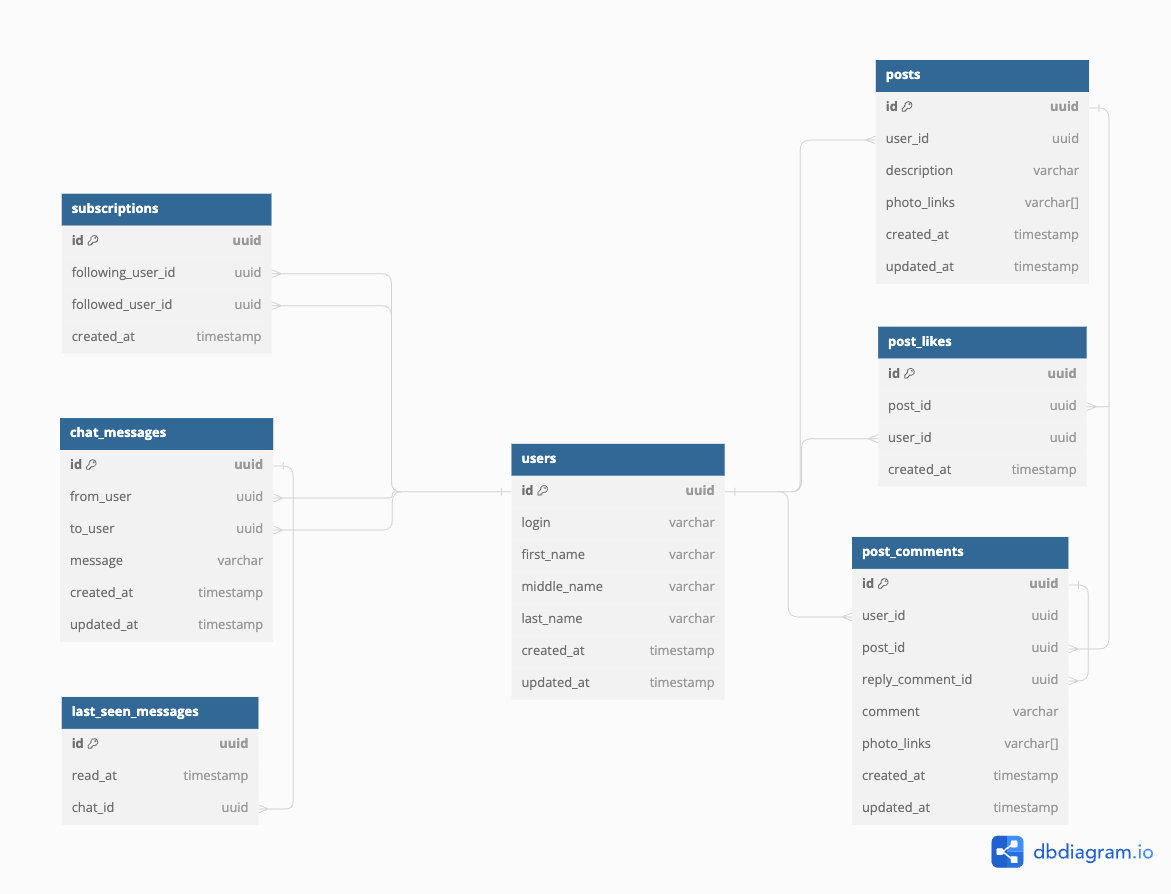 subscriptions
id uuid
following_user_id uuid
followed_user_id uuid
created_at timestamp
chat_messages
id uuid
from_user uuid
to_user uuid
message varchar
created_at timestamp
updated_at timestamp
last_seen_messages
id uuid
read_at timestamp
chat_id uuid
users
id uuid
login varchar
first_name varchar
middle_name varchar
last_name varchar
created_at timestamp
updated_at timestamp
posts
id uuid
user_id uuid
description varchar
photo_links varchar[]
created_at timestamp
updated_at timestamp
post_likes
id uuid
post_id uuid
user_id uuid
created_at timestamp
post_comments
id uuid
user_id uuid
post_id uuid
reply_comment_id uuid
comment varchar
photo_links varchar[]
created_at timestamp
updated_at timestamp
dbdiagram.io